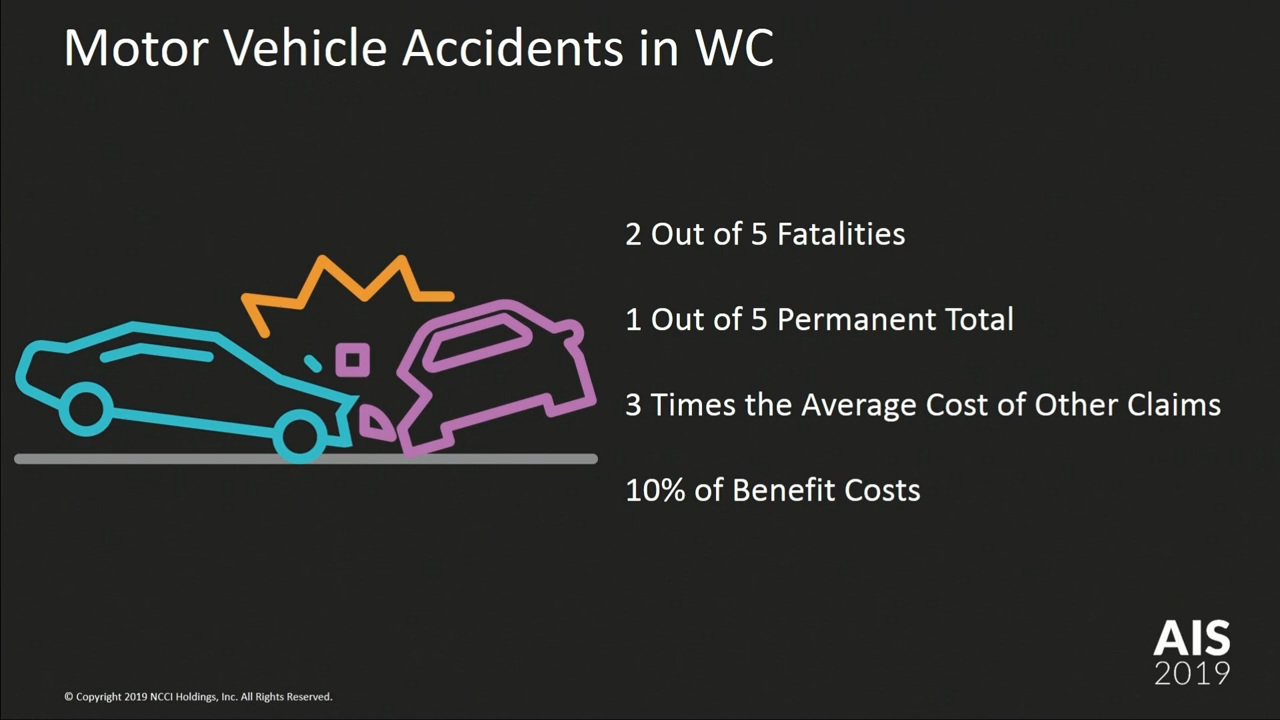 Motor Vehicle Accidents in WC
2 Out of 5 Fatalities
1 Out of 5 Permanent Total
3 Times the Average Cost of Other Claims
10% of Benefit Costs
AIS
2019
© Copyright 2019 NCCI Holdings, Inc. All Rights Reserved.